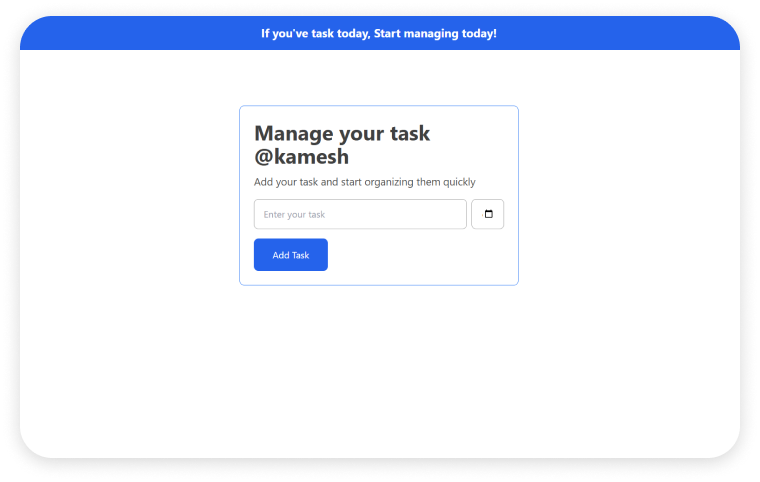 If you've task today, Start managing today!
Manage your task
@kamesh
Add your task and start organizing them quickly
Enter your task
Add Task